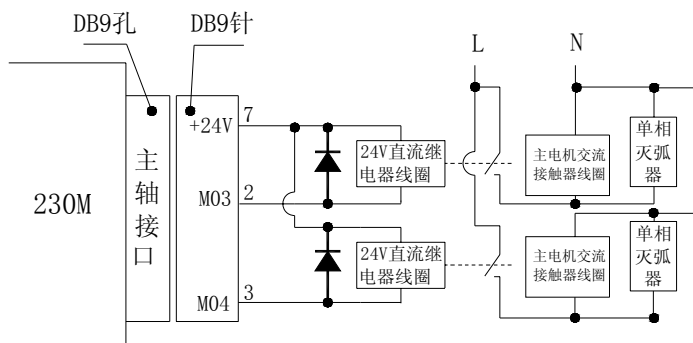 DB9孔
DB9针
L
N
230M
主轴接口
+24V
7
M03
2
M04
3
24V直流继
电器线圈
主电机交流
接触器线圈
单相
灭弧
器
24V直流继
电器线圈
主电机交流
接触器线圈
单相
灭弧
器